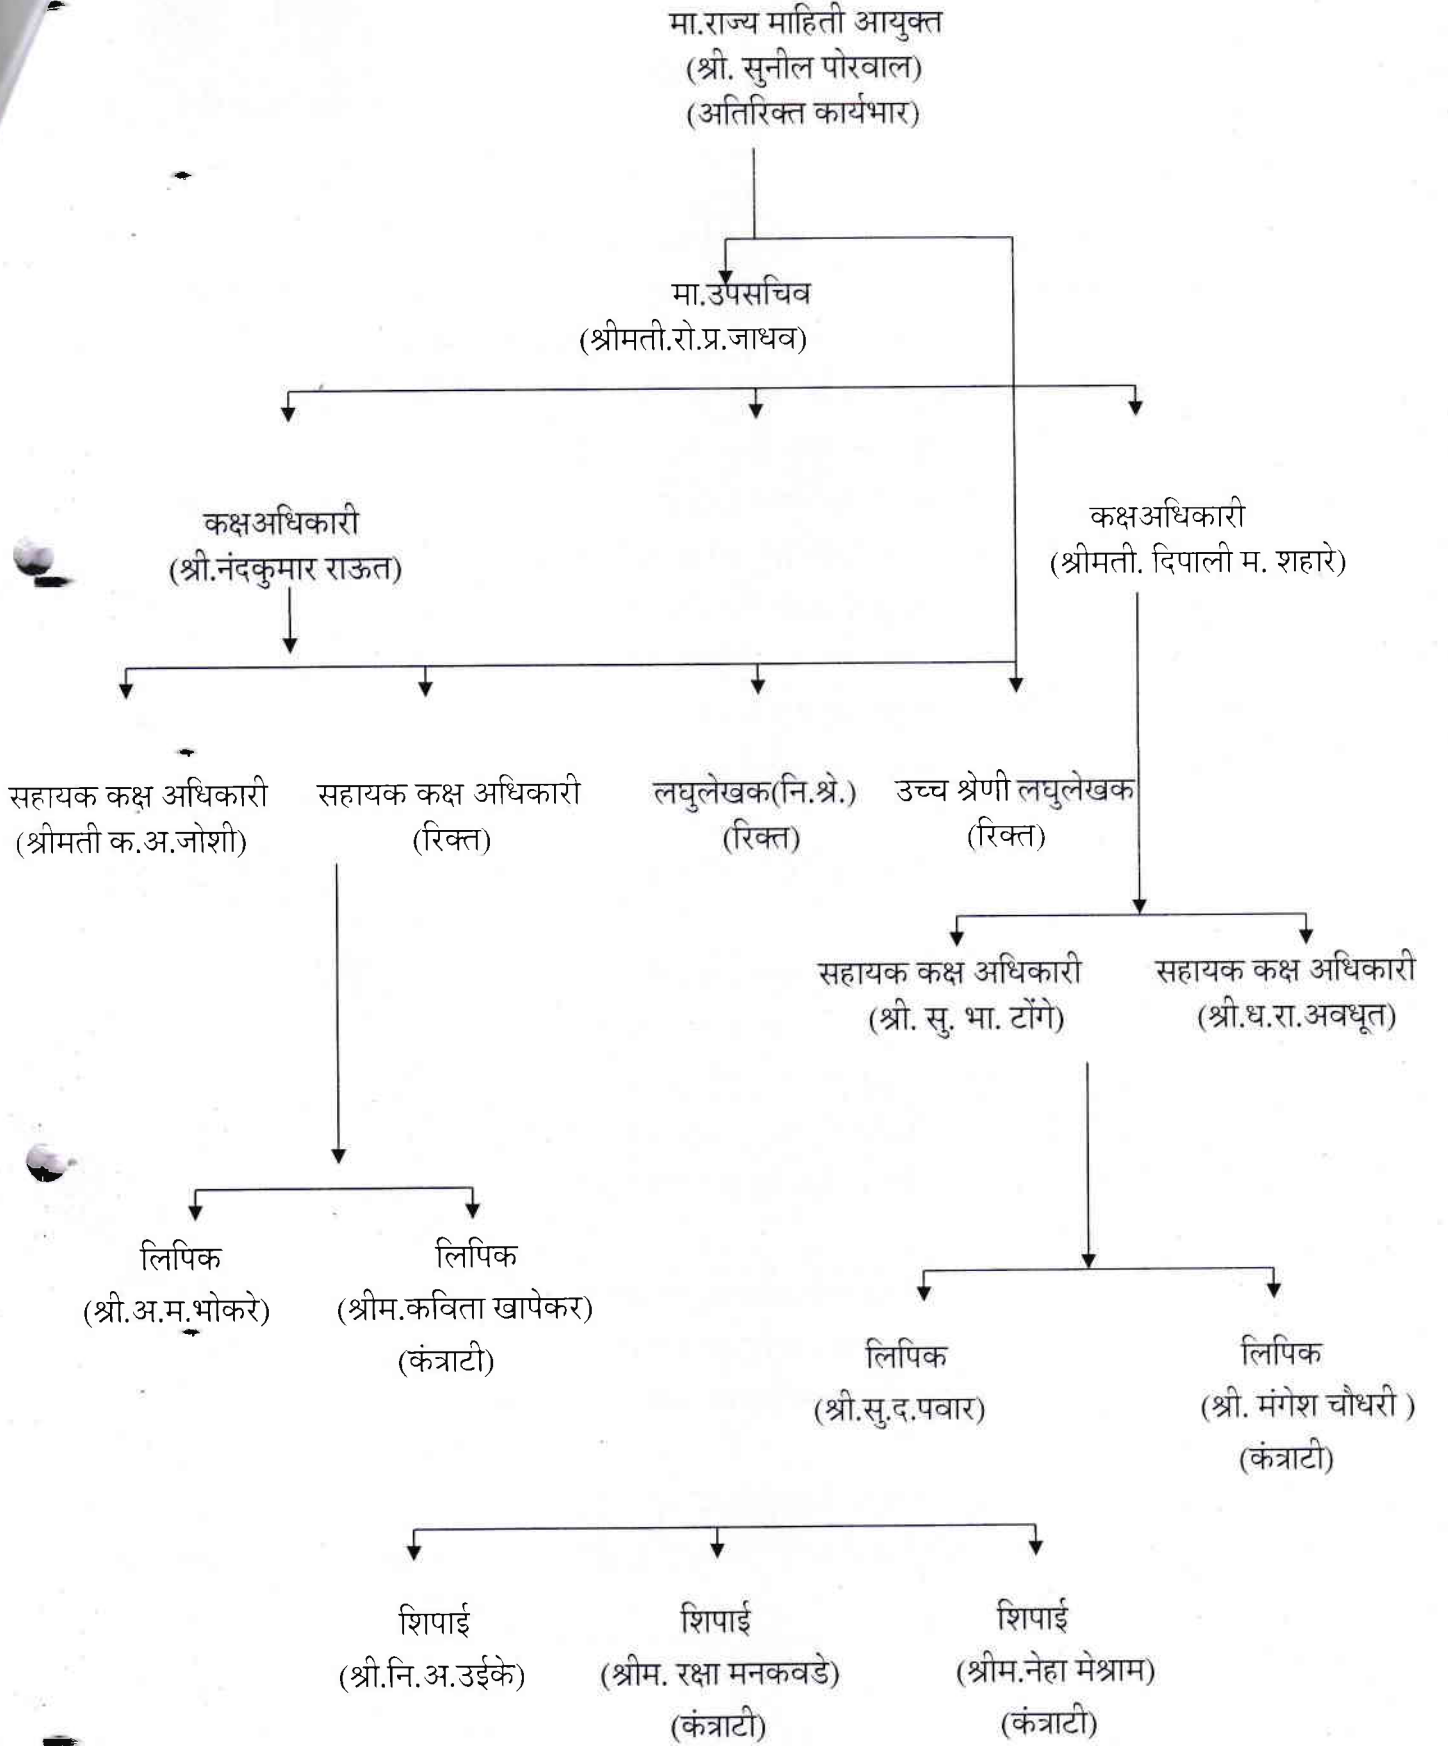 मा.राज्य माहिती आयुक्त
(श्री. सुनील पोरवाल)
(अतिरिक्त कार्यभार)
मा.उपसचिव
(श्रीमती.रो.प्र.जाधव)
कक्षअधिकारी
(श्री.नंदकुमार राऊत)
कक्षअधिकारी
(श्रीमती. दिपाली म. शहारे)
सहायक कक्ष अधिकारी
(श्रीमती क.अ.जोशी)
सहायक कक्ष अधिकारी
(रिक्त)
लघुलेखक(नि.श्रे.)
(रिक्त)
उच्च श्रेणी लघुलेखक
(रिक्त)
सहायक कक्ष अधिकारी
(श्री. सु. भा. टोंगे)
सहायक कक्ष अधिकारी
(श्री.ध.रा.अवधूत)
लिपिक
(श्री.अ.म.भोकरे)
लिपिक
(श्रीम.कविता खापेकर)
(कंत्राटी)
लिपिक
(श्री.सु.द.पवार)
लिपिक
(श्री. मंगेश चौधरी )
(कंत्राटी)
शिपाई
(श्री.नि.अ.उईके)
शिपाई
(श्रीम. रक्षा मनकवडे)
(कंत्राटी)
शिपाई
(श्रीम.नेहा मेश्राम)
(कंत्राटी)